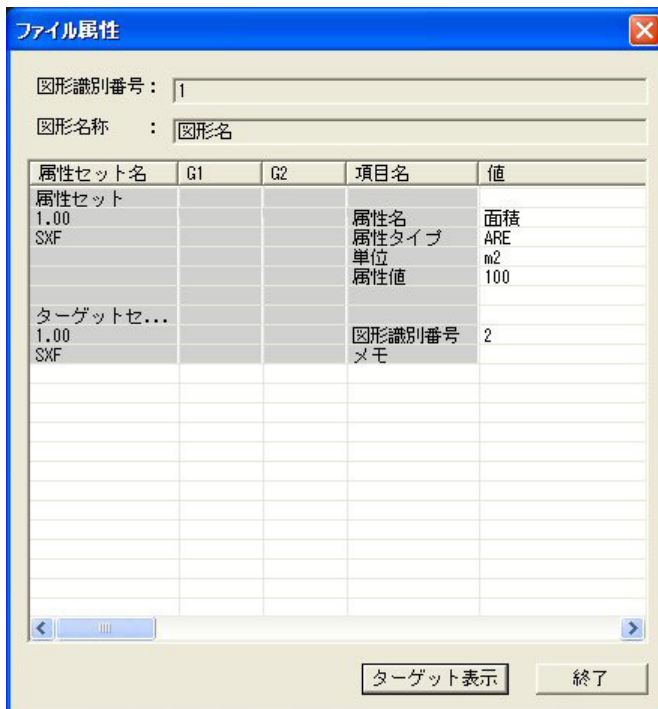 ファイル属性
図形識別番号： 1
図形名称　： 図形名
属性セット名 G1 G2 項目名 値
属性セット
1.00 属性名 面積
SXF 属性タイプ ARE
単位 m2
属性値 100
ターゲットセ...
1.00 図形識別番号 2
SXF メモ
ターゲット表示 終了